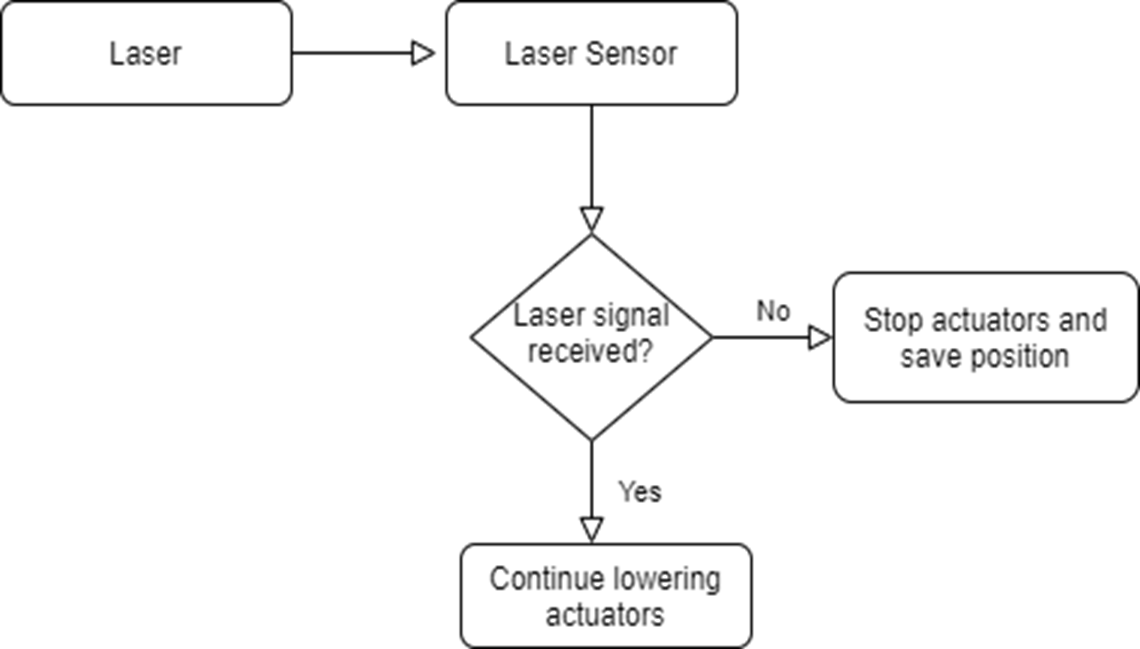 Laser
Laser Sensor
Laser signal
received?
No
Stop actuators and
save position
Yes
Continue lowering
actuators